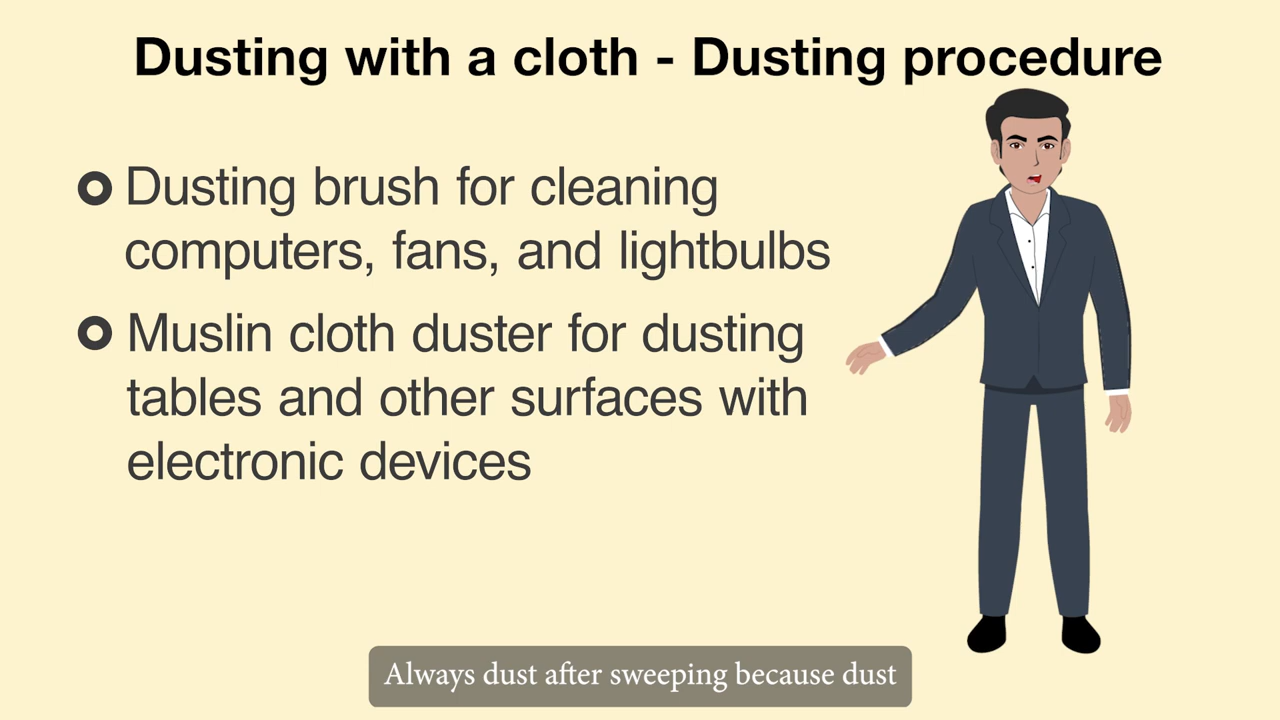 Dusting with a cloth - Dusting procedure
Dusting brush for cleaning
computers, fans, and lightbulbs
Muslin cloth duster for dusting
tables and other surfaces with
electronic devices
Always dust after sweeping because dust